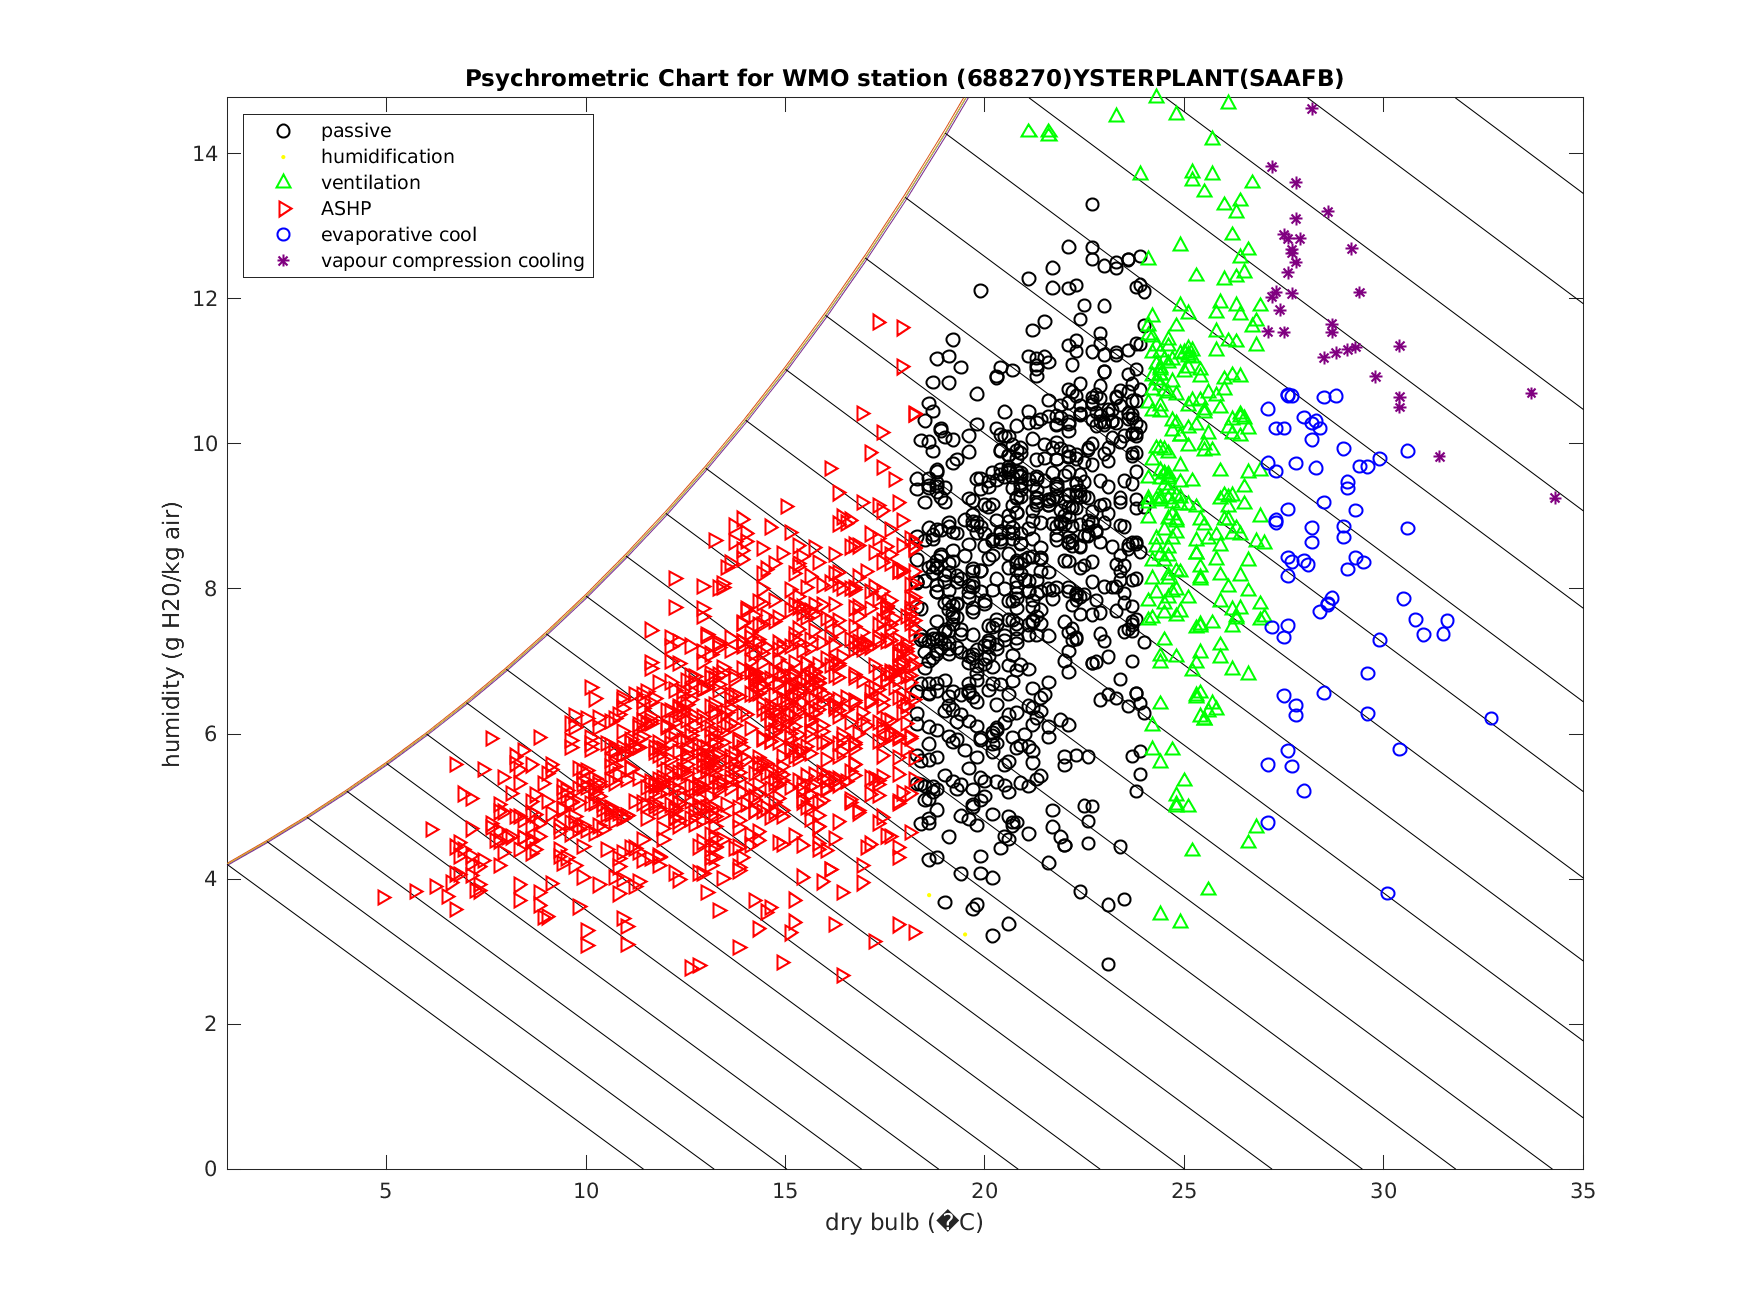 Psychrometric Chart for WMO station (688270)YSTERPLANT(SAAFB)
passive
humidification
ventilation
ASHP
evaporative cool
vapour compression cooling
humidity (g H20/kg air)
14
12
10
8
6
4
2
0
5 10 15 20 25 30 35
dry bulb (�C)